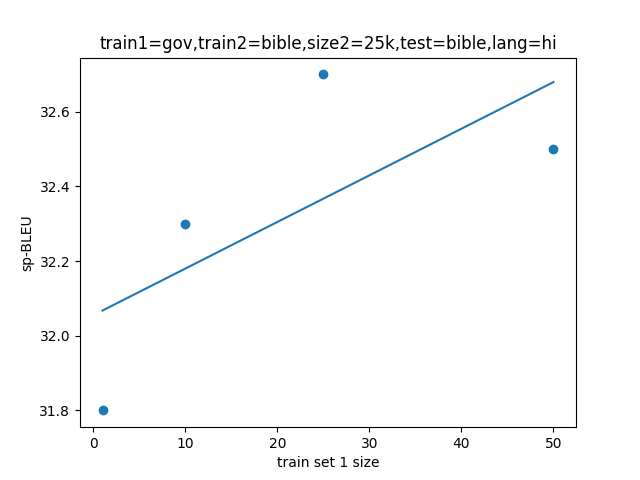 train1=gov,train2=bible,size2=25k,test=bible,lang=hi
sp-BLEU
32.6
32.4
32.2
32.0
31.8
0 10 20 30 40 50
train set 1 size